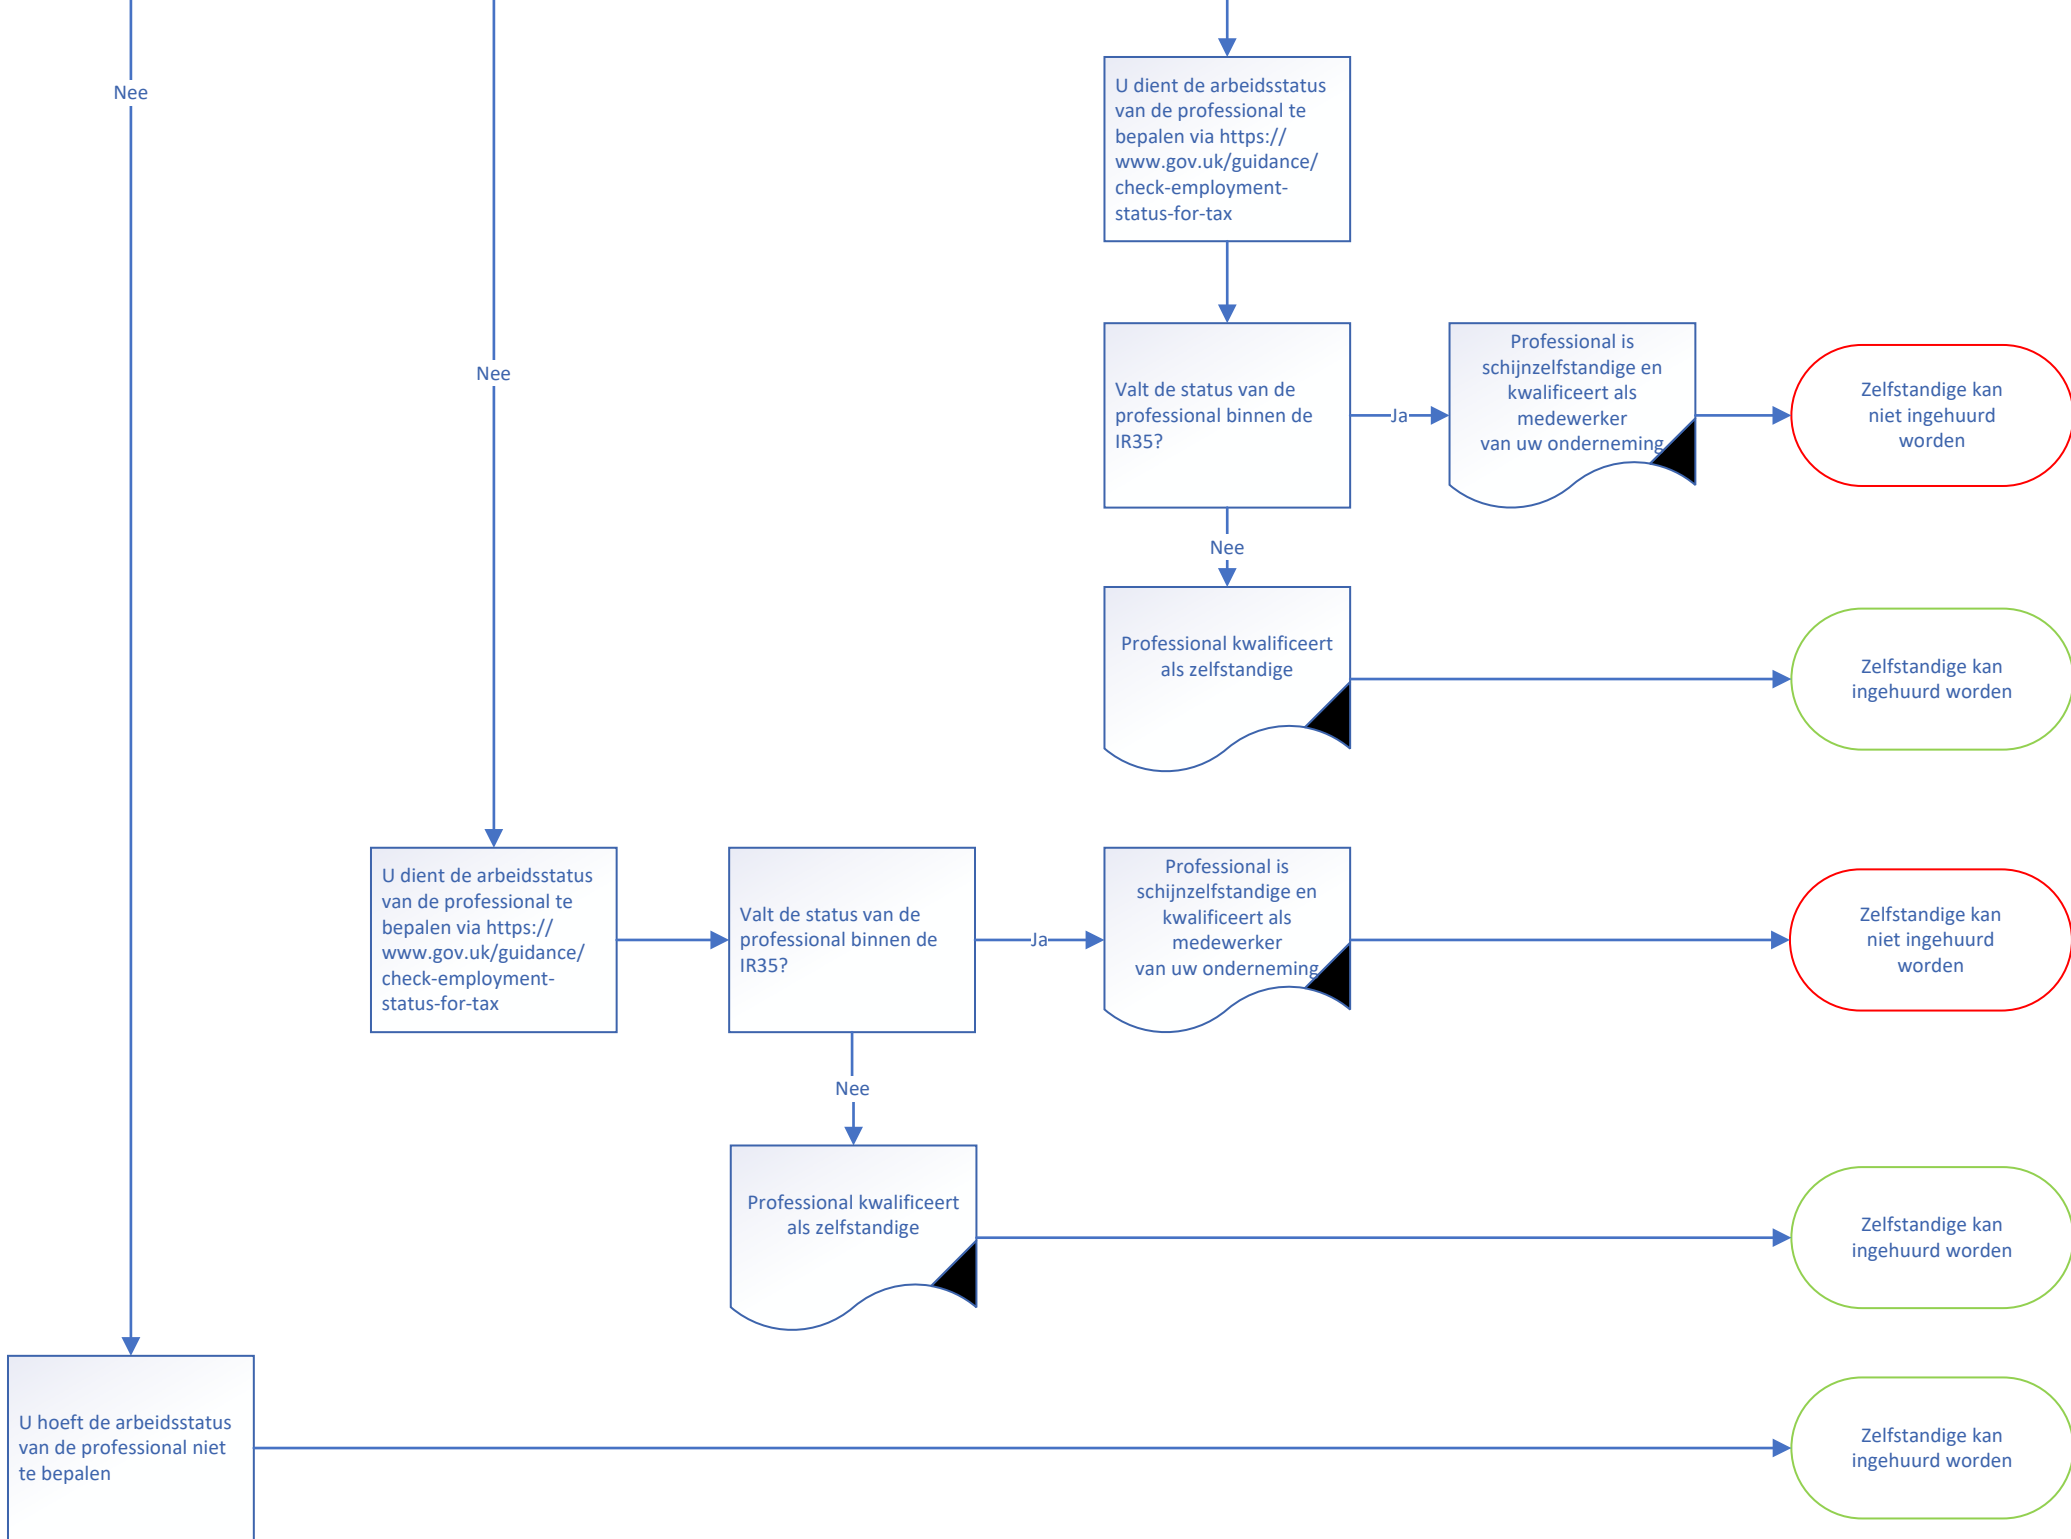 Nee
U dient de arbeidsstatus
van de professional te
bepalen via https://
www.gov.uk/guidance/
check-employment-
status-for-tax
Nee
Valt de status van de
professional binnen de
IR35?
Ja
Professional is
schijnzelfstandige en
kwalificeert als
medewerker
van uw onderneming
Zelfstandige kan
niet ingehuurd
worden
Nee
Professional kwalificeert
als zelfstandige
Zelfstandige kan
ingehuurd worden
U dient de arbeidsstatus
van de professional te
bepalen via https://
www.gov.uk/guidance/
check-employment-
status-for-tax
Valt de status van de
professional binnen de
IR35?
Ja
Professional is
schijnzelfstandige en
kwalificeert als
medewerker
van uw onderneming
Zelfstandige kan
niet ingehuurd
worden
Nee
Professional kwalificeert
als zelfstandige
Zelfstandige kan
ingehuurd worden
U hoeft de arbeidsstatus
van de professional niet
te bepalen
Zelfstandige kan
ingehuurd worden